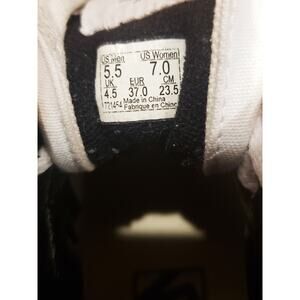 US Men US Women
5.5 7.0
UK EUR CM
4.5 37.0 23.5
721454 Made in China
Fabriqué en Chine